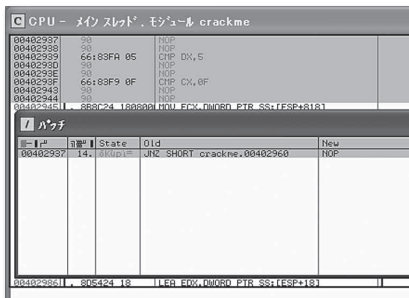 C CPU - メイン スレッド, モジュール crackme
00402937 90 NOP
00402938 90 NOP
00402939 66:83FA 05 CMP DX,5
0040293D 90 NOP
0040293E 90 NOP
0040293F 66:83F9 0F CMP CX,0F
00402943 90 NOP
00402944 90 NOP
00402945 . 8B8C24 180800 MOV ECX,DWORD PTR SS:[ESP+818]
/ パッチ
State Old New
00402937 14. JNZ SHORT crackme.00402960 NOP
00402986 . 8D5424 18 LEA EDX,DWORD PTR SS:[ESP+18]